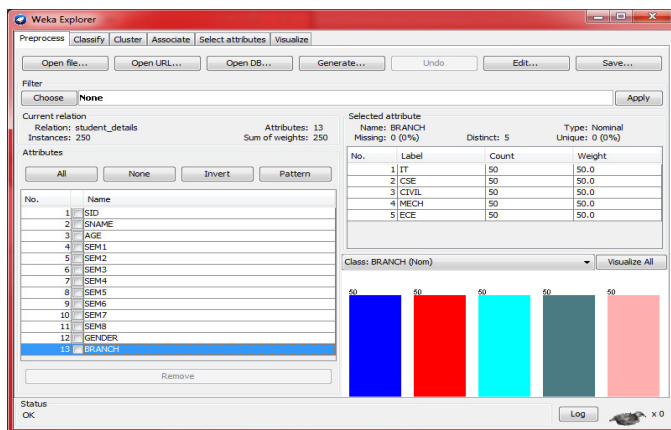 Weka Explorer
Preprocess Classify Cluster Associate Select attributes Visualize
Open file... Open URL... Open DB... Generate... Undo Edit... Save...
Filter
Choose None Apply
Current relation
Relation: student_details Attributes: 13
Instances: 250 Sum of weights: 250
Attributes
All None Invert Pattern
No. Name
1 SID
2 SNAME
3 AGE
4 SEM1
5 SEM2
6 SEM3
7 SEM4
8 SEM5
9 SEM6
10 SEM7
11 SEM8
12 GENDER
13 BRANCH
Remove
Selected attribute
Name: BRANCH Type: Nominal
Missing: 0 (0%) Distinct: 5 Unique: 0 (0%)
No. Label Count Weight
1 IT 50 50.0
2 CSE 50 50.0
3 CIVIL 50 50.0
4 MECH 50 50.0
5 ECE 50 50.0
Class: BRANCH (Nom) Visualize All
50 50 50 50 50
Status
OK
Log x 0